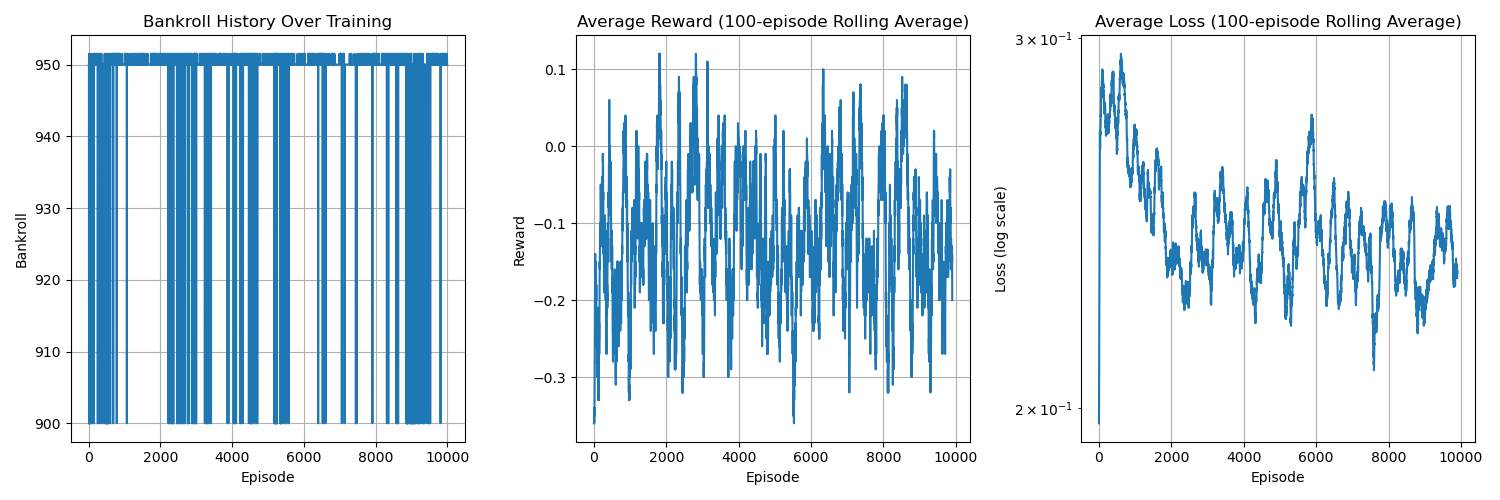 Bankroll History Over Training
950
940
930
920
910
900
Bankroll
0 2000 4000 6000 8000 10000
Episode
Average Reward (100-episode Rolling Average)
0.1
0.0
−0.1
−0.2
−0.3
Reward
0 2000 4000 6000 8000 10000
Episode
Average Loss (100-episode Rolling Average)
3 × 10⁻¹
2 × 10⁻¹
Loss (log scale)
0 2000 4000 6000 8000 10000
Episode